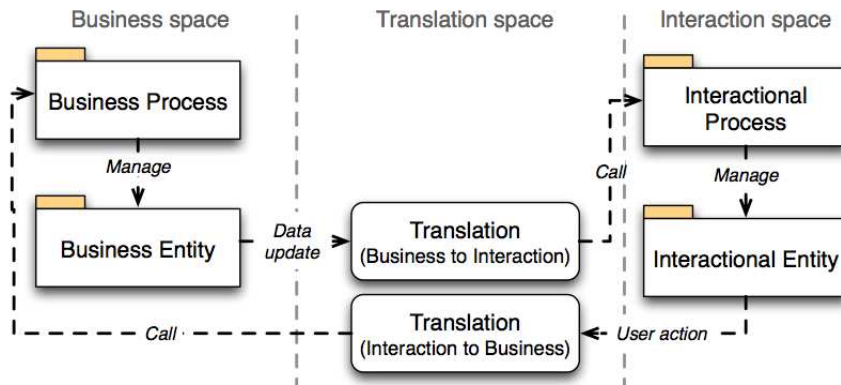 Business space
Translation space
Interaction space
Business Process
Interactional
Process
Manage
Call
Manage
Business Entity
Data
update
Translation
(Business to Interaction)
Interactional Entity
Call
Translation
(Interaction to Business)
User action